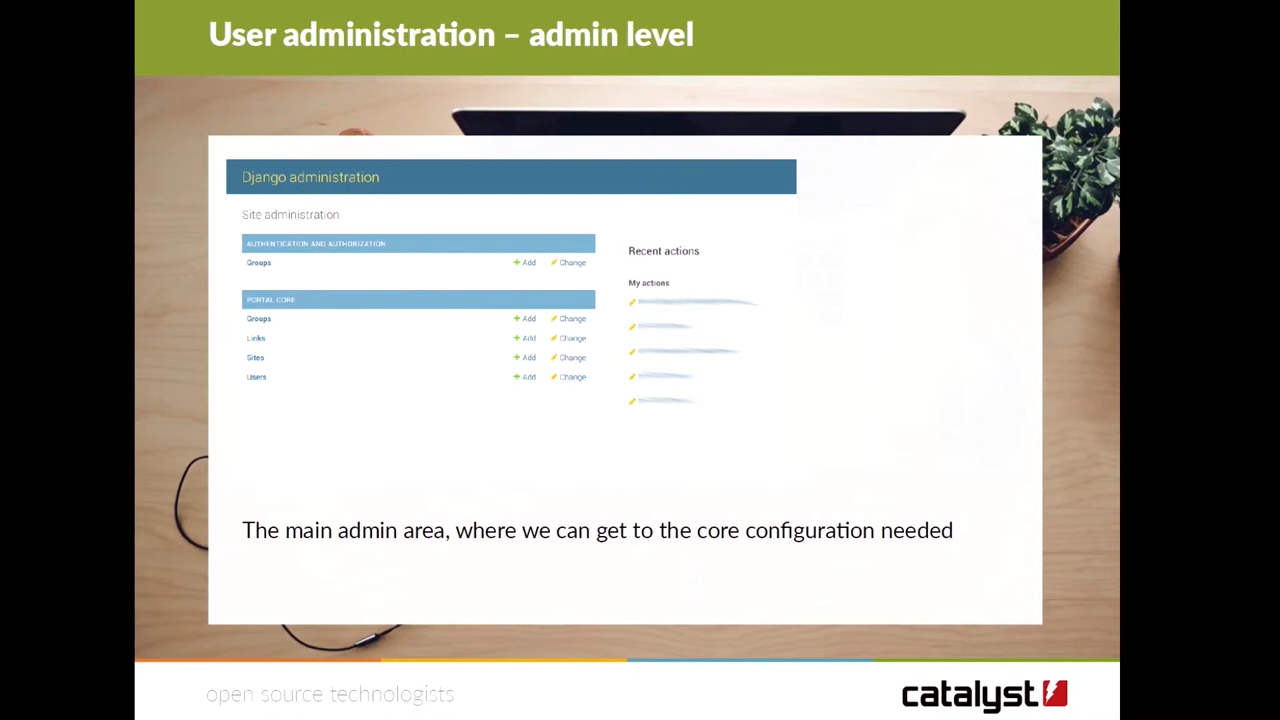 User administration – admin level
Django administration
Site administration
AUTHENTICATION AND AUTHORIZATION
Groups + Add Change
PORTAL CORE
Groups + Add Change
Links + Add Change
Sites + Add Change
Users + Add Change
Recent actions
My actions
The main admin area, where we can get to the core configuration needed
open source technologists
catalyst